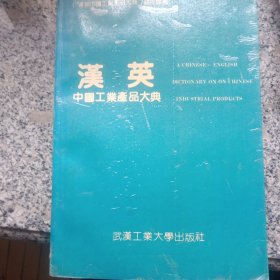 漢英
A CHINESE - ENGLISH
DICTIONARY ON ON CHINESE
INDUSTRIAL PRODUCTS
中國工業產品大典
武漢工業大學出版社